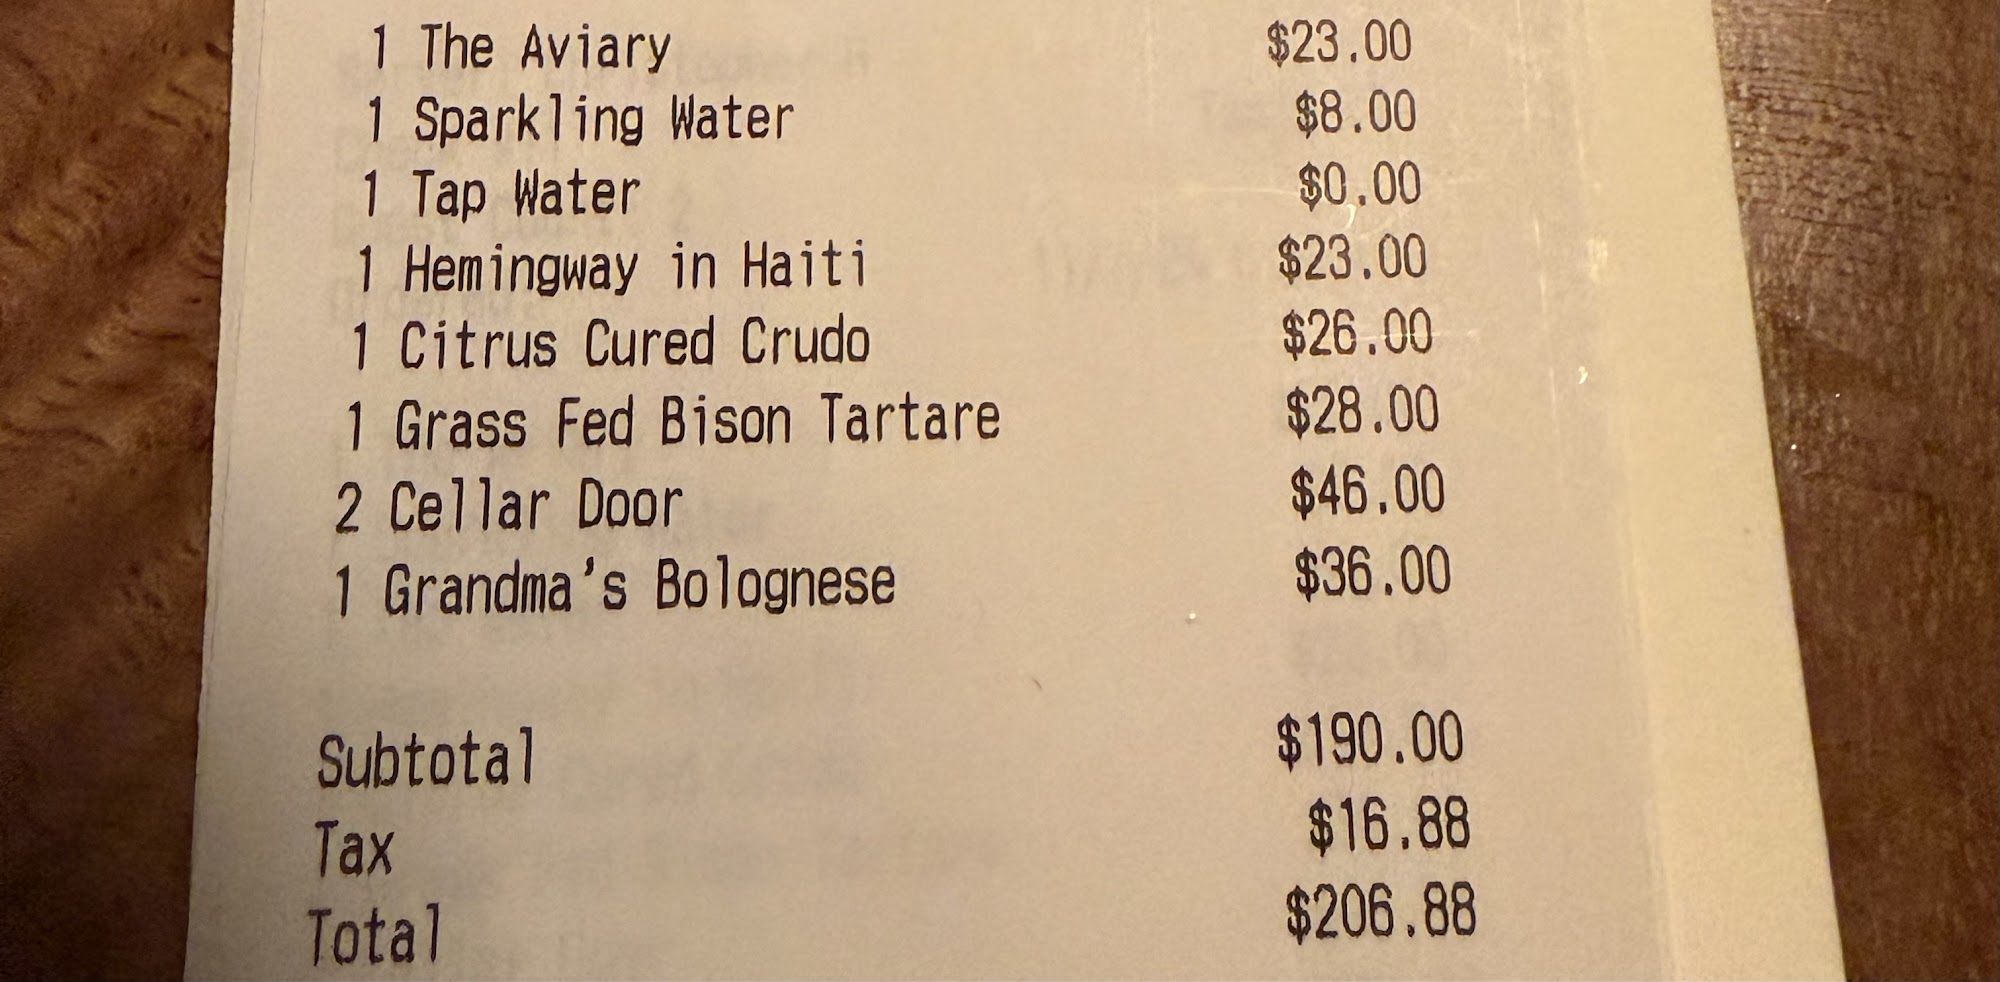 1 The Aviary $23.00
1 Sparkling Water $8.00
1 Tap Water $0.00
1 Hemingway in Haiti $23.00
1 Citrus Cured Crudo $26.00
1 Grass Fed Bison Tartare $28.00
2 Cellar Door $46.00
1 Grandma's Bolognese $36.00
Subtotal $190.00
Tax $16.88
Total $206.88